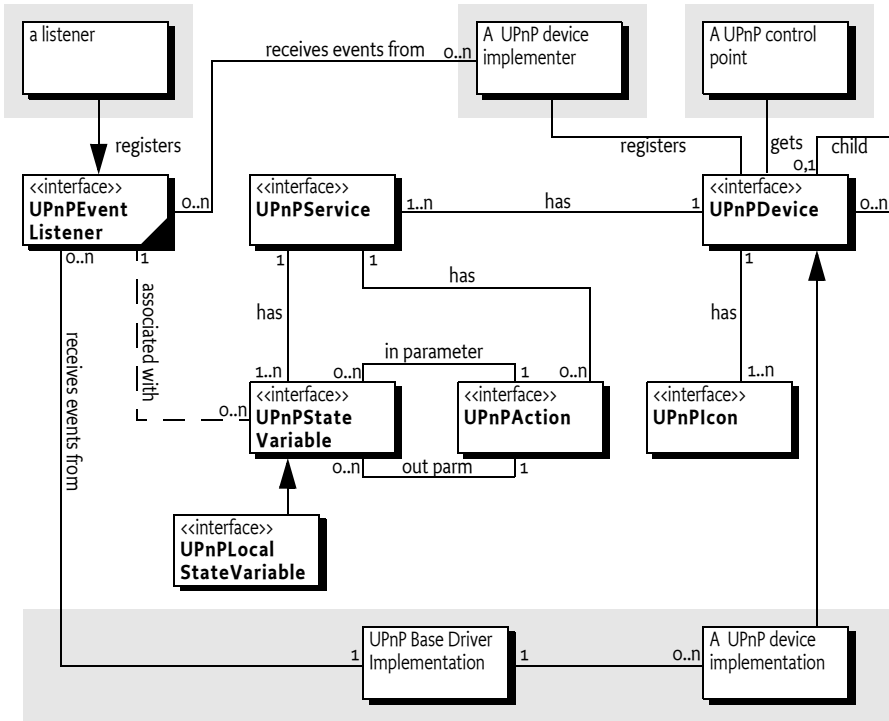 a listener
receives events from
0..n
A UPnP device
implementer
A UPnP control
point
registers
registers
gets
child
0,1
<<interface>>
UPnPEvent
Listener
0..n
<<interface>>
UPnPService
1..n
has
1
<<interface>>
UPnPDevice
0..n
0..n
1
1
1
1
associated with
has
has
has
receives events from
in parameter
1..n
0..n
1
0..n
1..n
0..n
<<interface>>
UPnPState
Variable
<<interface>>
UPnPAction
<<interface>>
UPnPIcon
0..n
out parm
1
<<interface>>
UPnPLocal
StateVariable
1
UPnP Base Driver
Implementation
1
0..n
A UPnP device
implementation